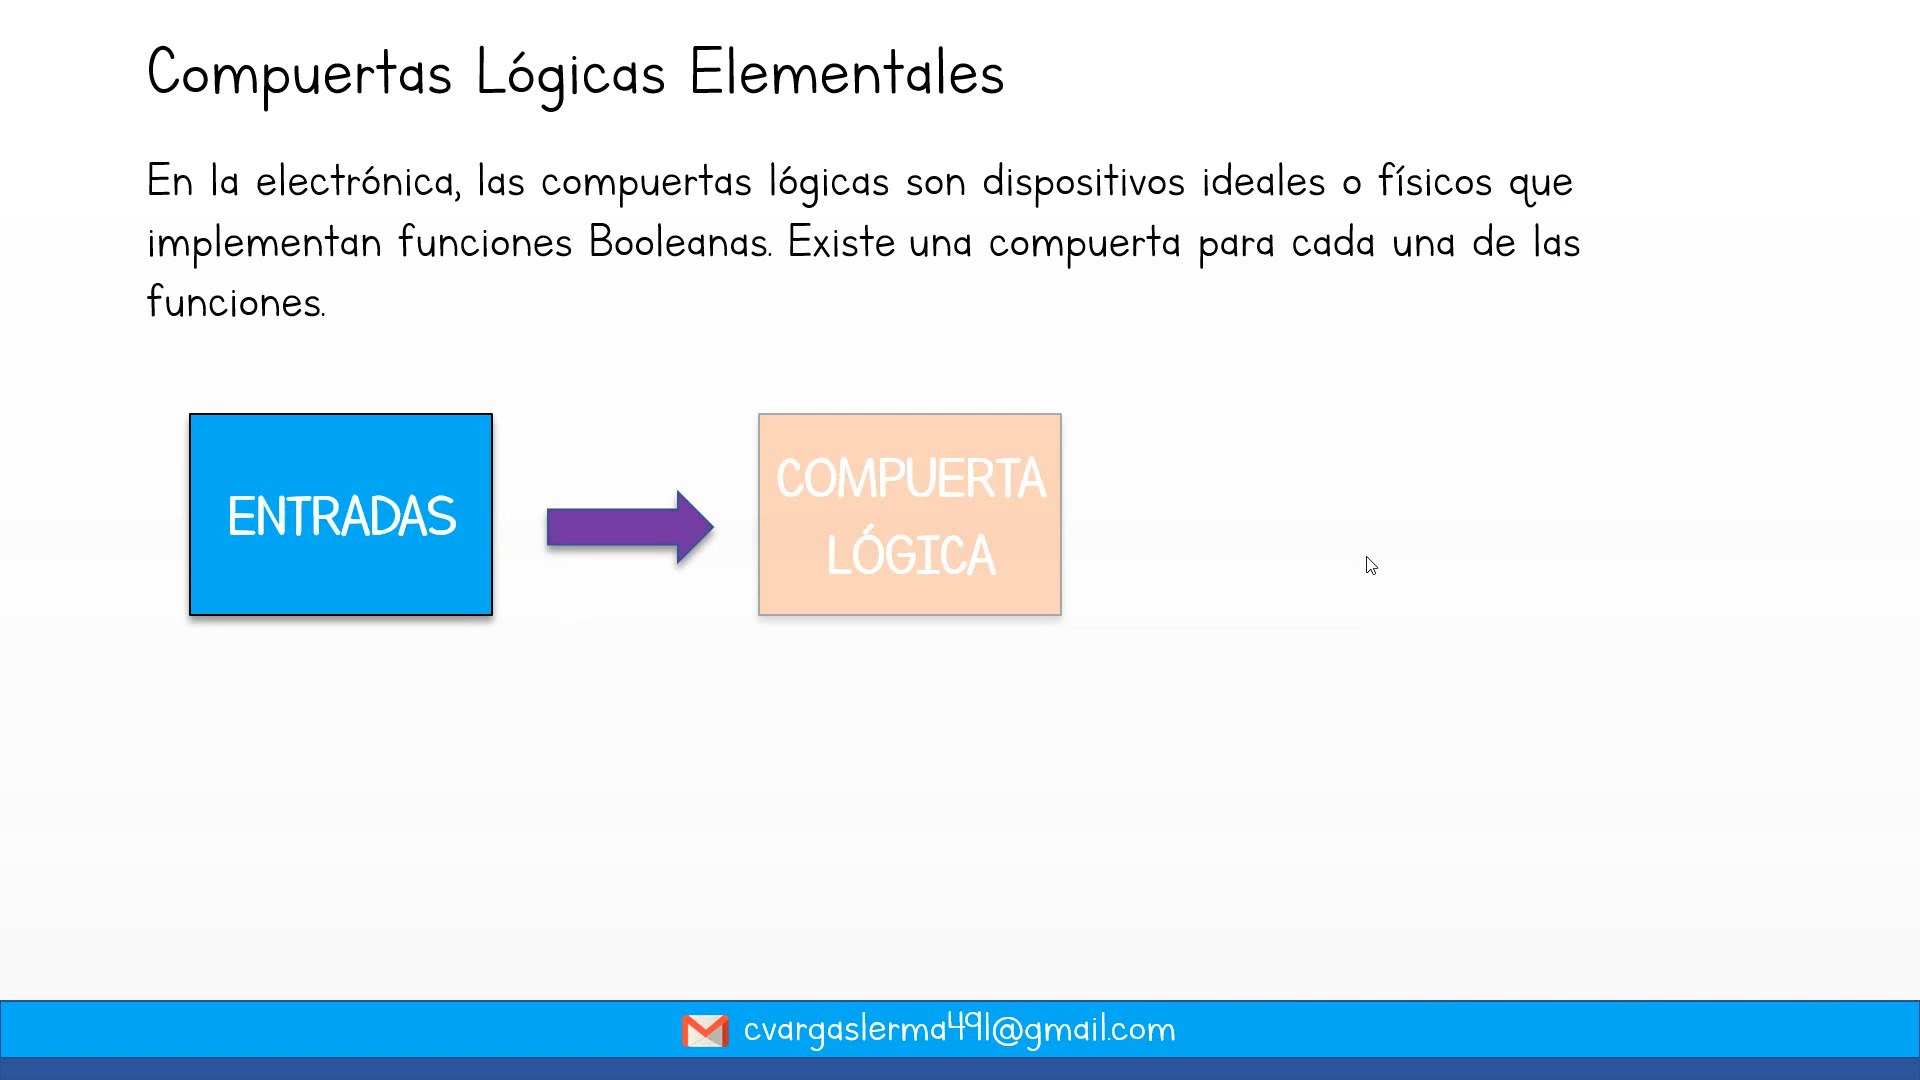 Compuertas Lógicas Elementales
En la electrónica, las compuertas lógicas son dispositivos ideales o físicos que
implementan funciones Booleanas. Existe una compuerta para cada una de las
funciones.
ENTRADAS
COMPUERTA
LÓGICA
cvargaslerma491@gmail.com